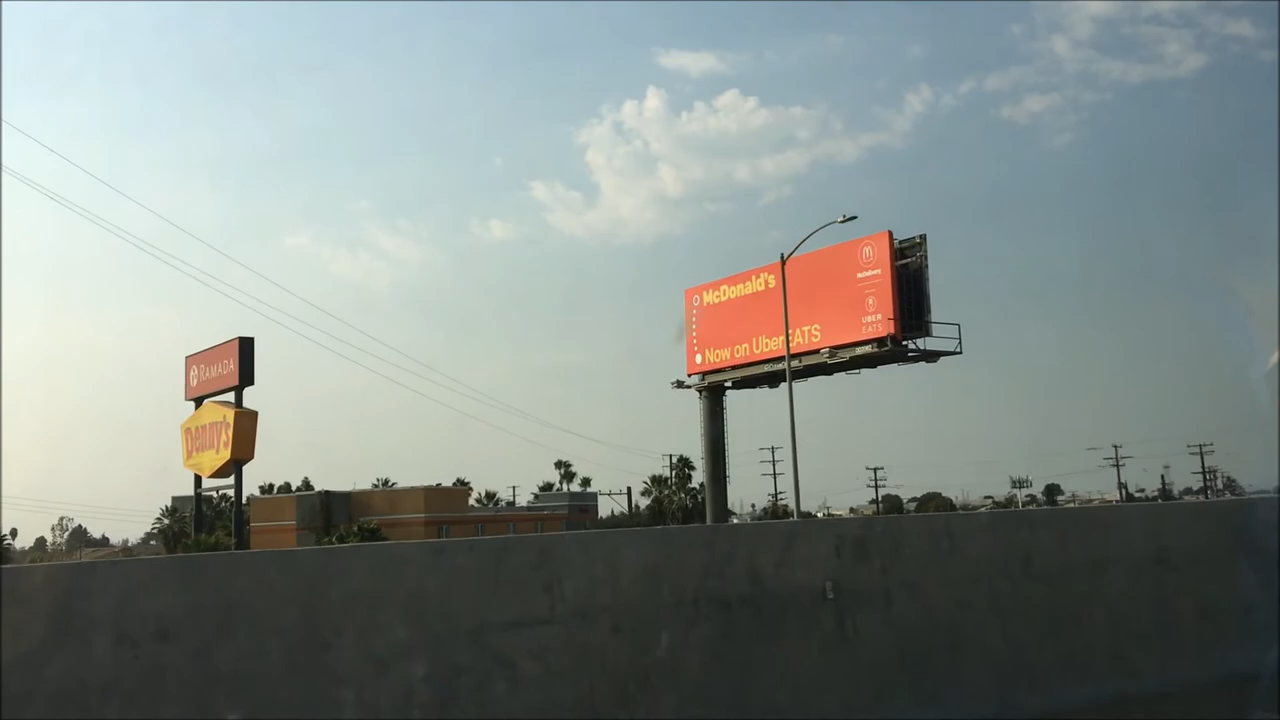 RAMADA
Denny's
McDonald's
Now on UberEATS
McDelivery
UBER
EATS